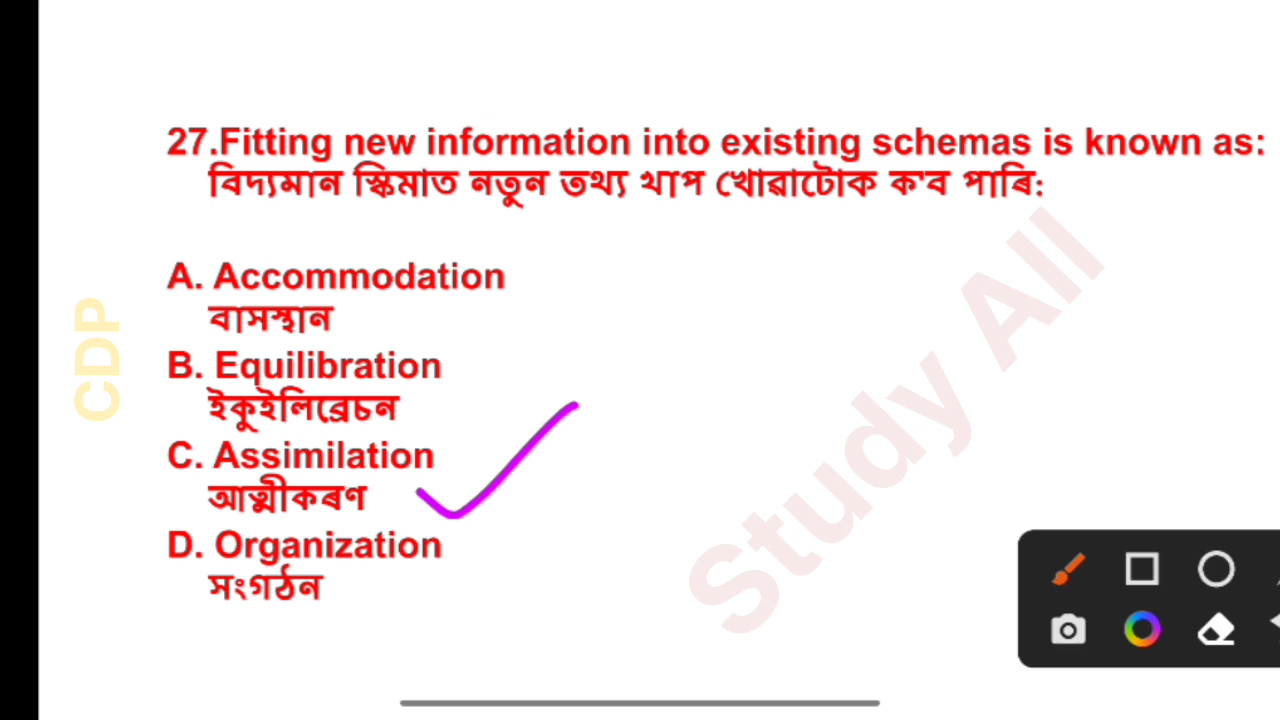 27.Fitting new information into existing schemas is known as:
বিদ্যমান স্কিমাত নতুন তথ্য খাপ খোৱাটোক ক'ব পাৰি:
A. Accommodation
বাসস্থান
B. Equilibration
ইকুইলিব্ৰেচন
C. Assimilation
আত্মীকৰণ
D. Organization
সংগঠন
CDP
Study All